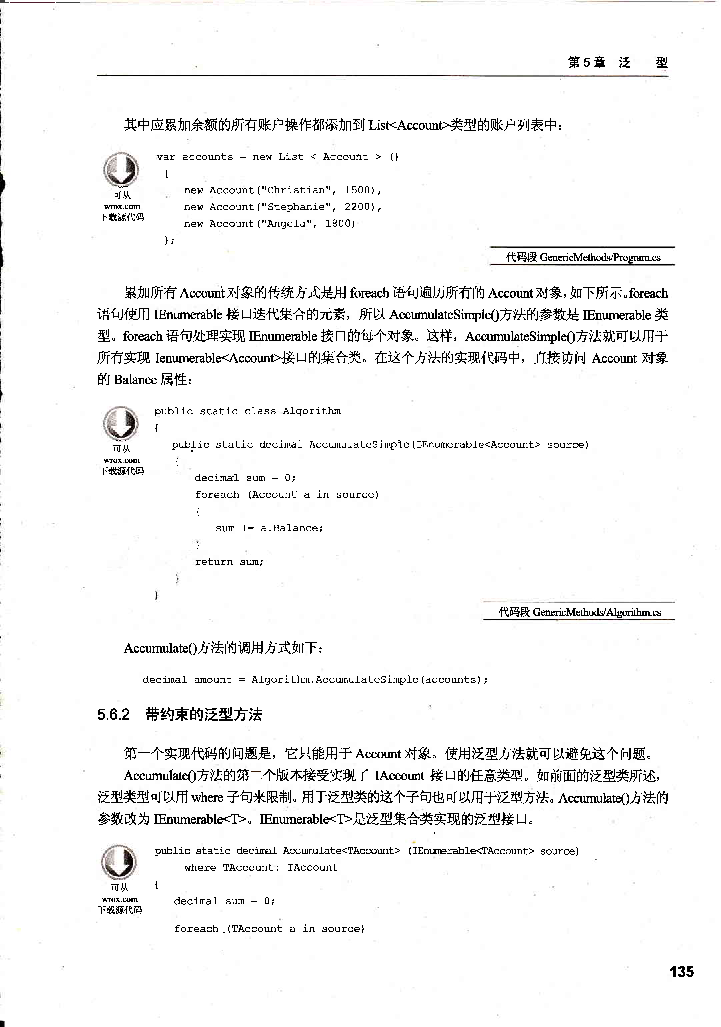 第5章 泛 型
其中应累加余额的所有账户操作都添加到 List<Account>类型的账户列表中：
var accounts = new List < Account > ()
{
new Account("Christian", 1500),
new Account("Stephanie", 2200),
new Account("Angela", 1800)
};
可从
wrox.com
下载源代码
代码段 GenericMethods/Program.cs
累加所有 Account 对象的传统方式是用 foreach 语句遍历所有的 Account 对象，如下所示。foreach
语句使用 IEnumerable 接口迭代集合的元素，所以 AccumulateSimple()方法的参数是 IEnumerable 类
型。foreach 语句处理实现 IEnumerable 接口的每个对象。这样，AccumulateSimple()方法就可以用于
所有实现 Ienumerable<Account>接口的集合类。在这个方法的实现代码中，直接访问 Account 对象
的 Balance 属性：
public static class Algorithm
{
public static decimal AccumulateSimple(IEnumerable<Account> source)
{
decimal sum = 0;
foreach (Account a in source)
{
sum += a.Balance;
}
return sum;
}
}
可从
wrox.com
下载源代码
代码段 GenericMethods/Algorithm.cs
Accumulate()方法的调用方式如下：
decimal amount = Algorithm.AccumulateSimple(accounts);
5.6.2 带约束的泛型方法
第一个实现代码的问题是，它只能用于 Account 对象。使用泛型方法就可以避免这个问题。
Accumulate()方法的第二个版本接受实现了 IAccount 接口的任意类型。如前面的泛型类所述，
泛型类型可以用 where 子句来限制。用于泛型类的这个子句也可以用于泛型方法。Accumulate()方法的
参数改为 IEnumerable<T>。IEnumerable<T>是泛型集合类实现的泛型接口。
public static decimal Accumulate<TAccount> (IEnumerable<TAccount> source)
where TAccount: IAccount
{
decimal sum = 0;
foreach (TAccount a in source)
可从
wrox.com
下载源代码
135